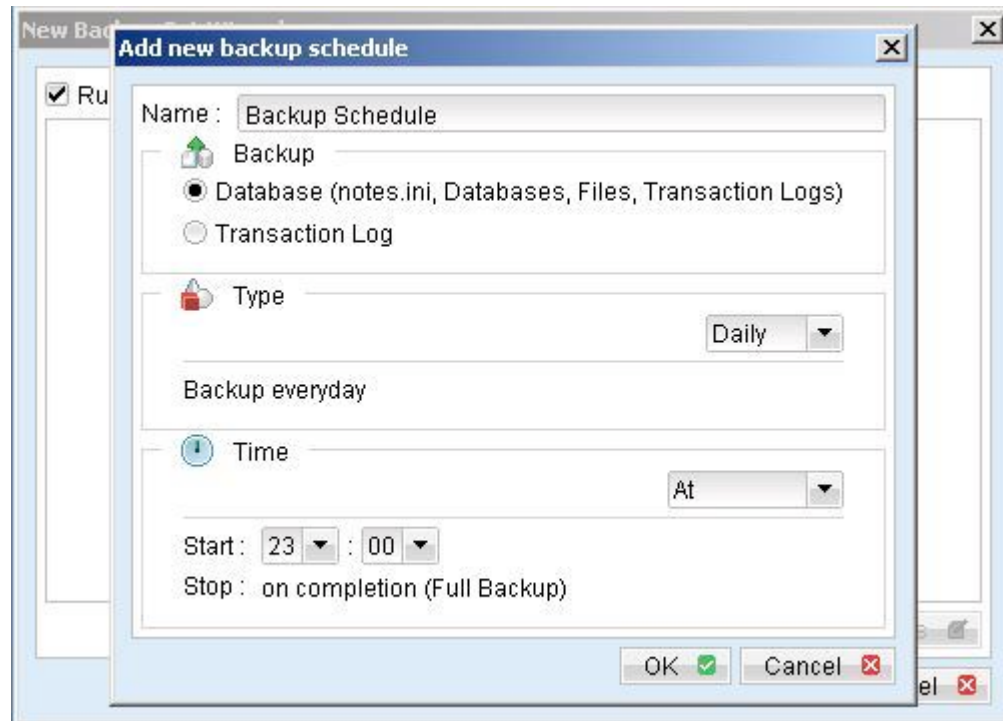 New Ba
Add new backup schedule
Ru
Name : Backup Schedule
Backup
Database (notes.ini, Databases, Files, Transaction Logs)
Transaction Log
Type
Daily
Backup everyday
Time
At
Start : 23 : 00
Stop : on completion (Full Backup)
OK Cancel
el